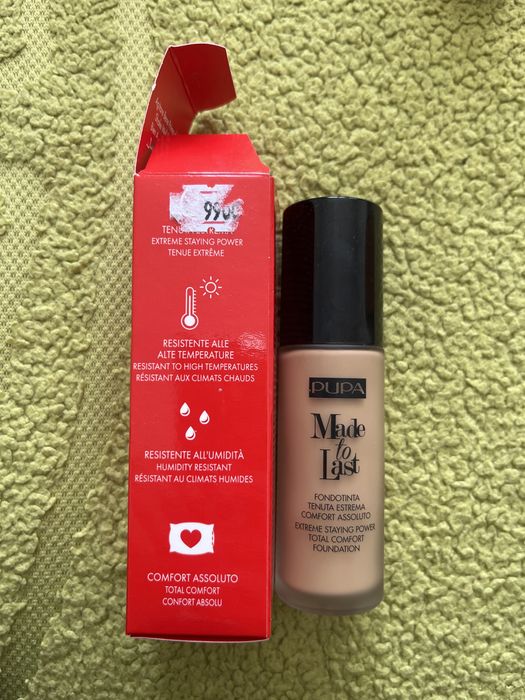 990
EXTREME STAYING POWER
TENUE EXTRÊME
RESISTENTE ALLE
ALTE TEMPERATURE
RESISTANT TO HIGH TEMPERATURES
RÉSISTANT AUX CLIMATS CHAUDS
RESISTENTE ALL'UMIDITÀ
HUMIDITY RESISTANT
RÉSISTANT AU CLIMATS HUMIDES
COMFORT ASSOLUTO
TOTAL COMFORT
CONFORT ABSOLU
PUPA
Made
to
Last
FONDOTINTA
TENUTA ESTREMA
COMFORT ASSOLUTO
EXTREME STAYING POWER
TOTAL COMFORT
FOUNDATION